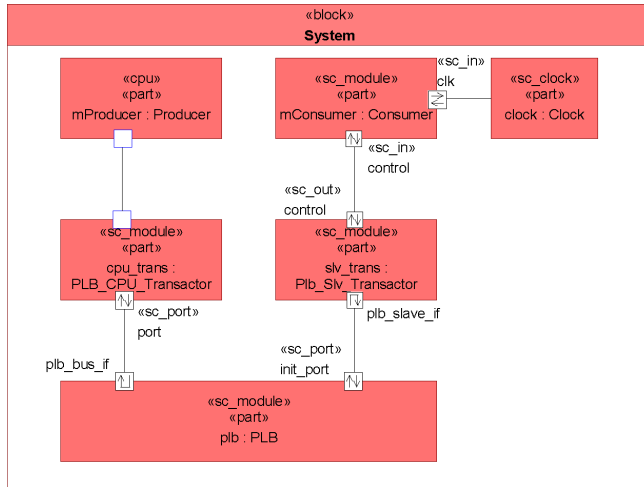 «block»
System
«cpu»
«part»
mProducer : Producer
«sc_module»
«part»
mConsumer : Consumer
«sc_in»
clk
«sc_clock»
«part»
clock : Clock
«sc_in»
control
«sc_out»
control
«sc_module»
«part»
cpu_trans :
PLB_CPU_Transactor
«sc_module»
«part»
slv_trans :
Plb_Slv_Transactor
«sc_port»
port
plb_slave_if
plb_bus_if
«sc_port»
init_port
«sc_module»
«part»
plb : PLB